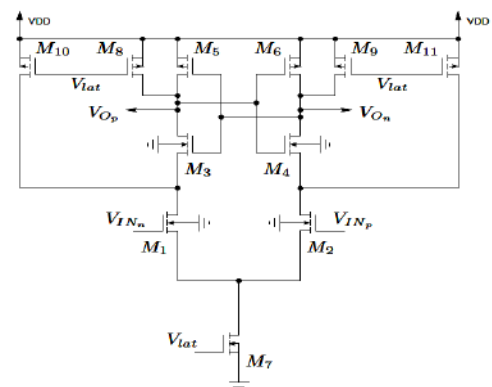 VDD VDD
M10 M8 M5 M6 M9 M11
Vlat Vlat
VOp VOn
M3 M4
VINn VINp
M1 M2
Vlat
M7